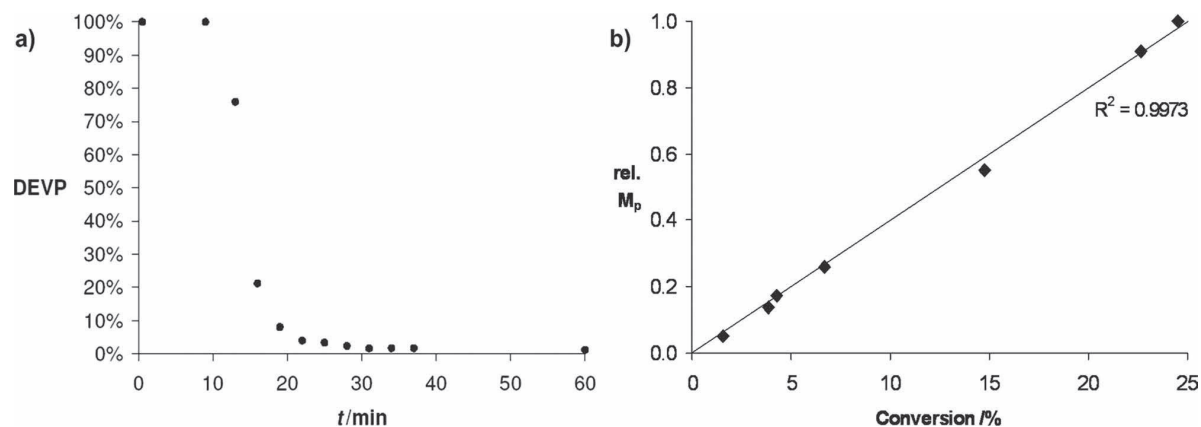 a)
100%
90%
80%
70%
60%
DEVP 50%
40%
30%
20%
10%
0%
0 10 20 30 40 50 60
t/min
b)
1.0
0.8
R² = 0.9973
0.6
rel.
Mₚ
0.4
0.2
0.0
0 5 10 15 20 25
Conversion /%